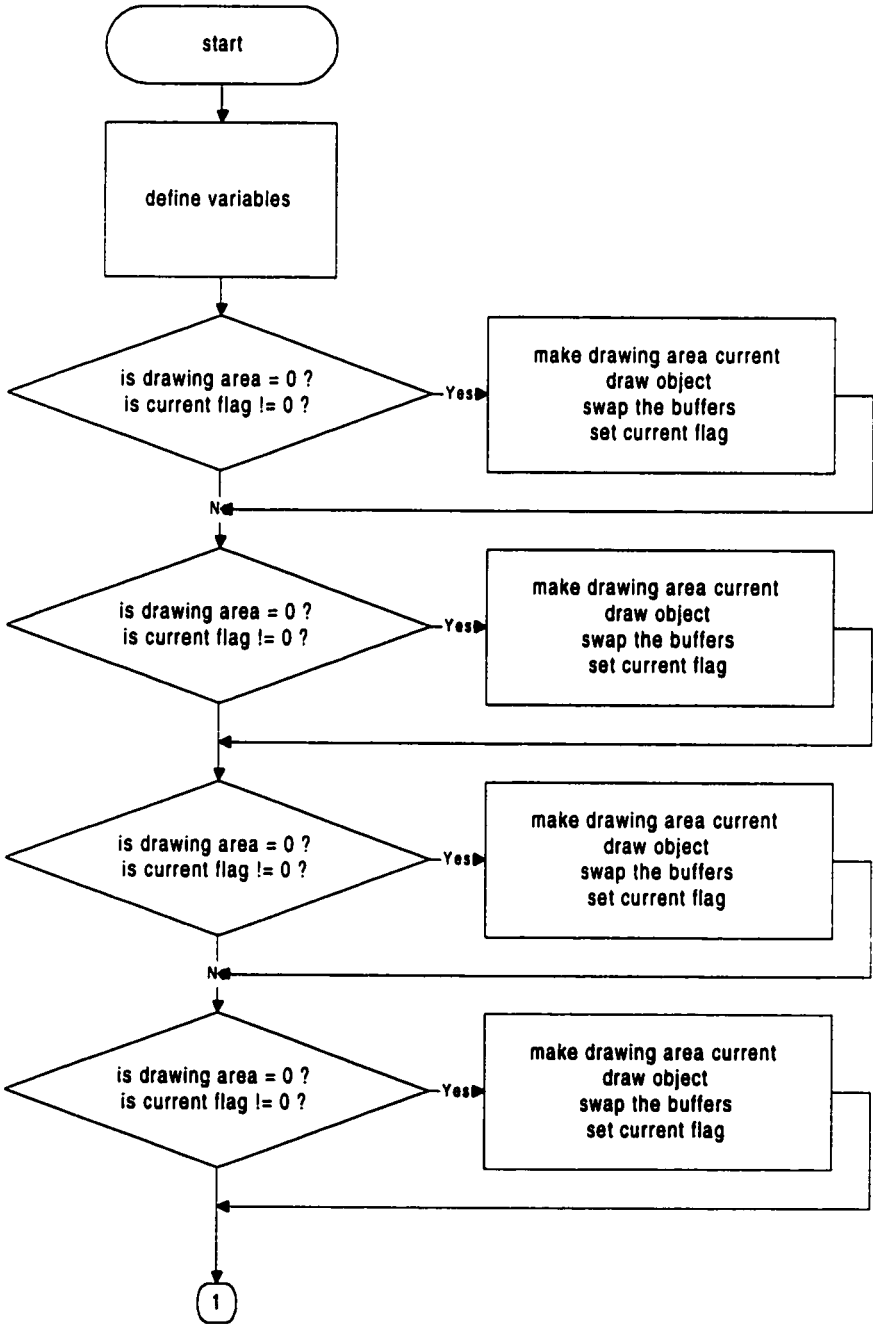 start
define variables
is drawing area = 0 ?
is current flag != 0 ?
Yes
make drawing area current
draw object
swap the buffers
set current flag
N
is drawing area = 0 ?
is current flag != 0 ?
Yes
make drawing area current
draw object
swap the buffers
set current flag
is drawing area = 0 ?
is current flag != 0 ?
Yes
make drawing area current
draw object
swap the buffers
set current flag
N
is drawing area = 0 ?
is current flag != 0 ?
Yes
make drawing area current
draw object
swap the buffers
set current flag
1